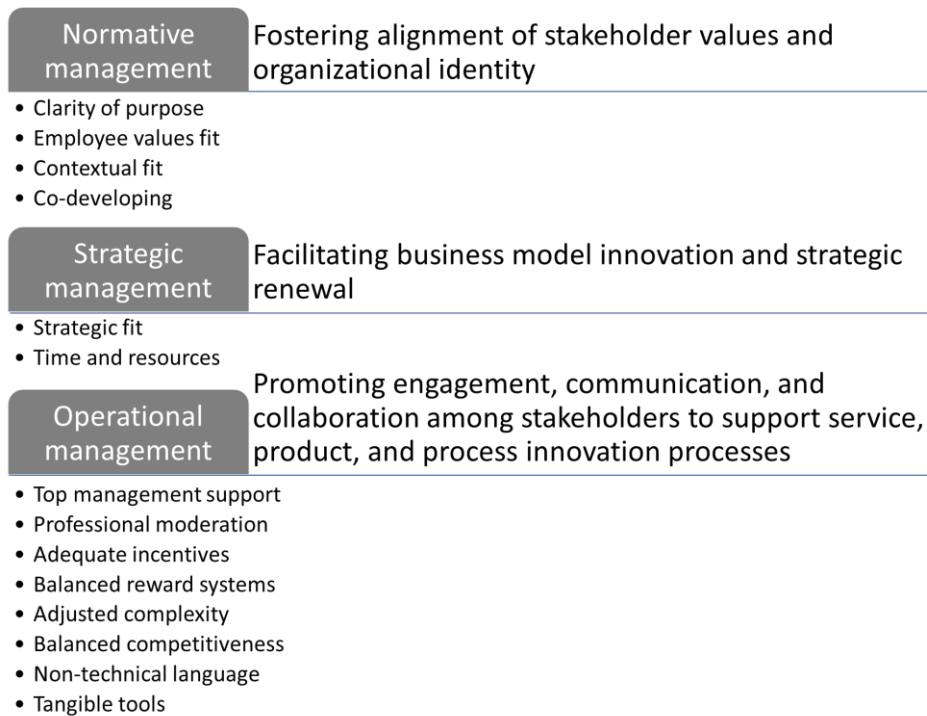 Normative
management
Fostering alignment of stakeholder values and
organizational identity
• Clarity of purpose
• Employee values fit
• Contextual fit
• Co-developing
Strategic
management
Facilitating business model innovation and strategic
renewal
• Strategic fit
• Time and resources
Operational
management
Promoting engagement, communication, and
collaboration among stakeholders to support service,
product, and process innovation processes
• Top management support
• Professional moderation
• Adequate incentives
• Balanced reward systems
• Adjusted complexity
• Balanced competitiveness
• Non-technical language
• Tangible tools